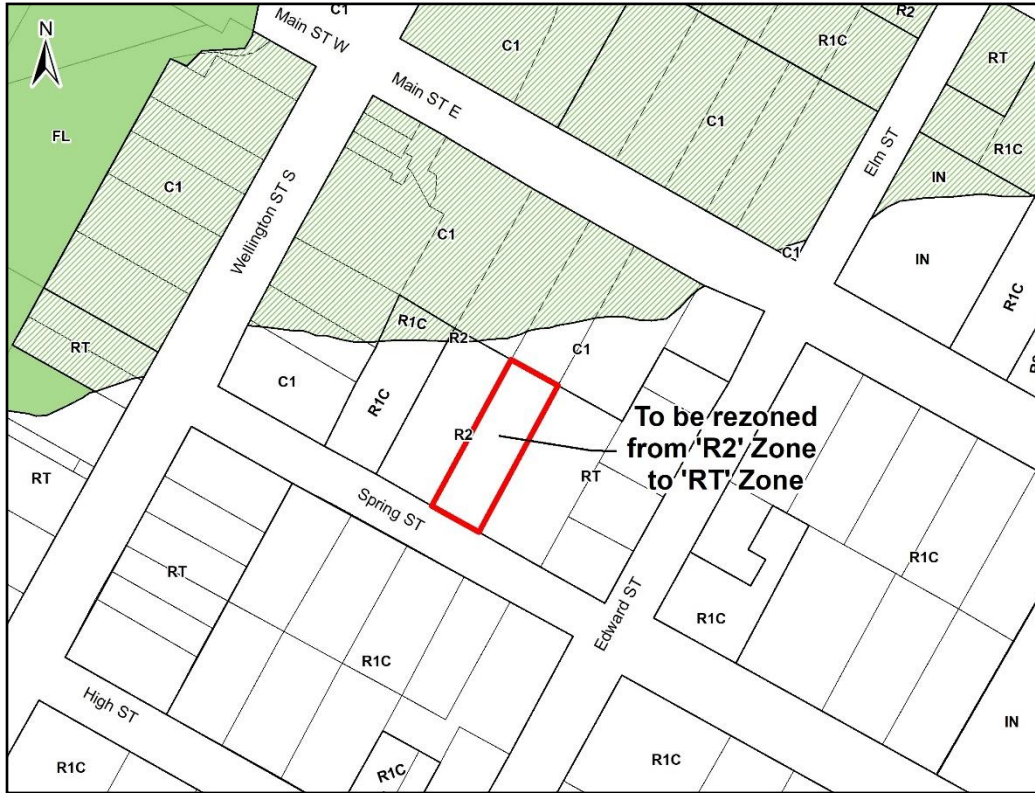 C1
Main ST W
R2
N
C1
R1C
RT
Main ST E
FL
C1
Elm ST
R1C
C1
IN
Wellington ST S
C1
C1
IN
R1C
R1C
R2
C1
RT
C1
R1C
To be rezoned
from 'R2' Zone
to 'RT' Zone
R2
RT
RT
Spring ST
R1C
RT
Edward ST
R1C
R1C
High ST
IN
R1C
R1C
R1C